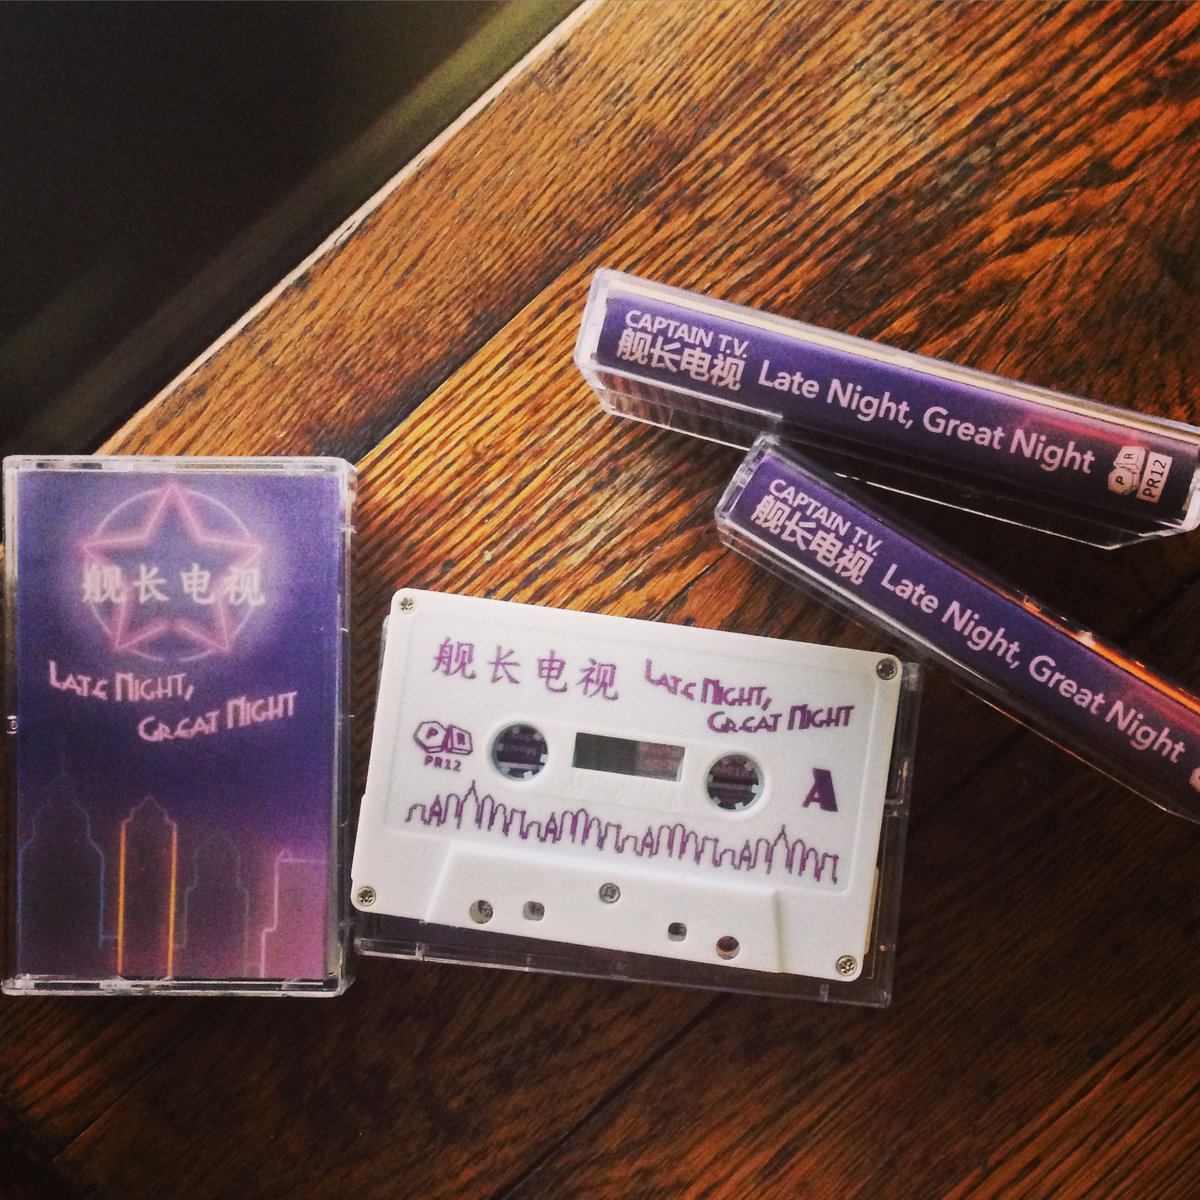 CAPTAIN T.V.
舰长电视
Late Night, Great Night
P R
PR12
CAPTAIN T.V.
舰长电视
Late Night, Great Night
舰长电视
LATE NIGHT,
GREAT NIGHT
舰长电视
LATE NIGHT,
GREAT NIGHT
P R
PR12
A